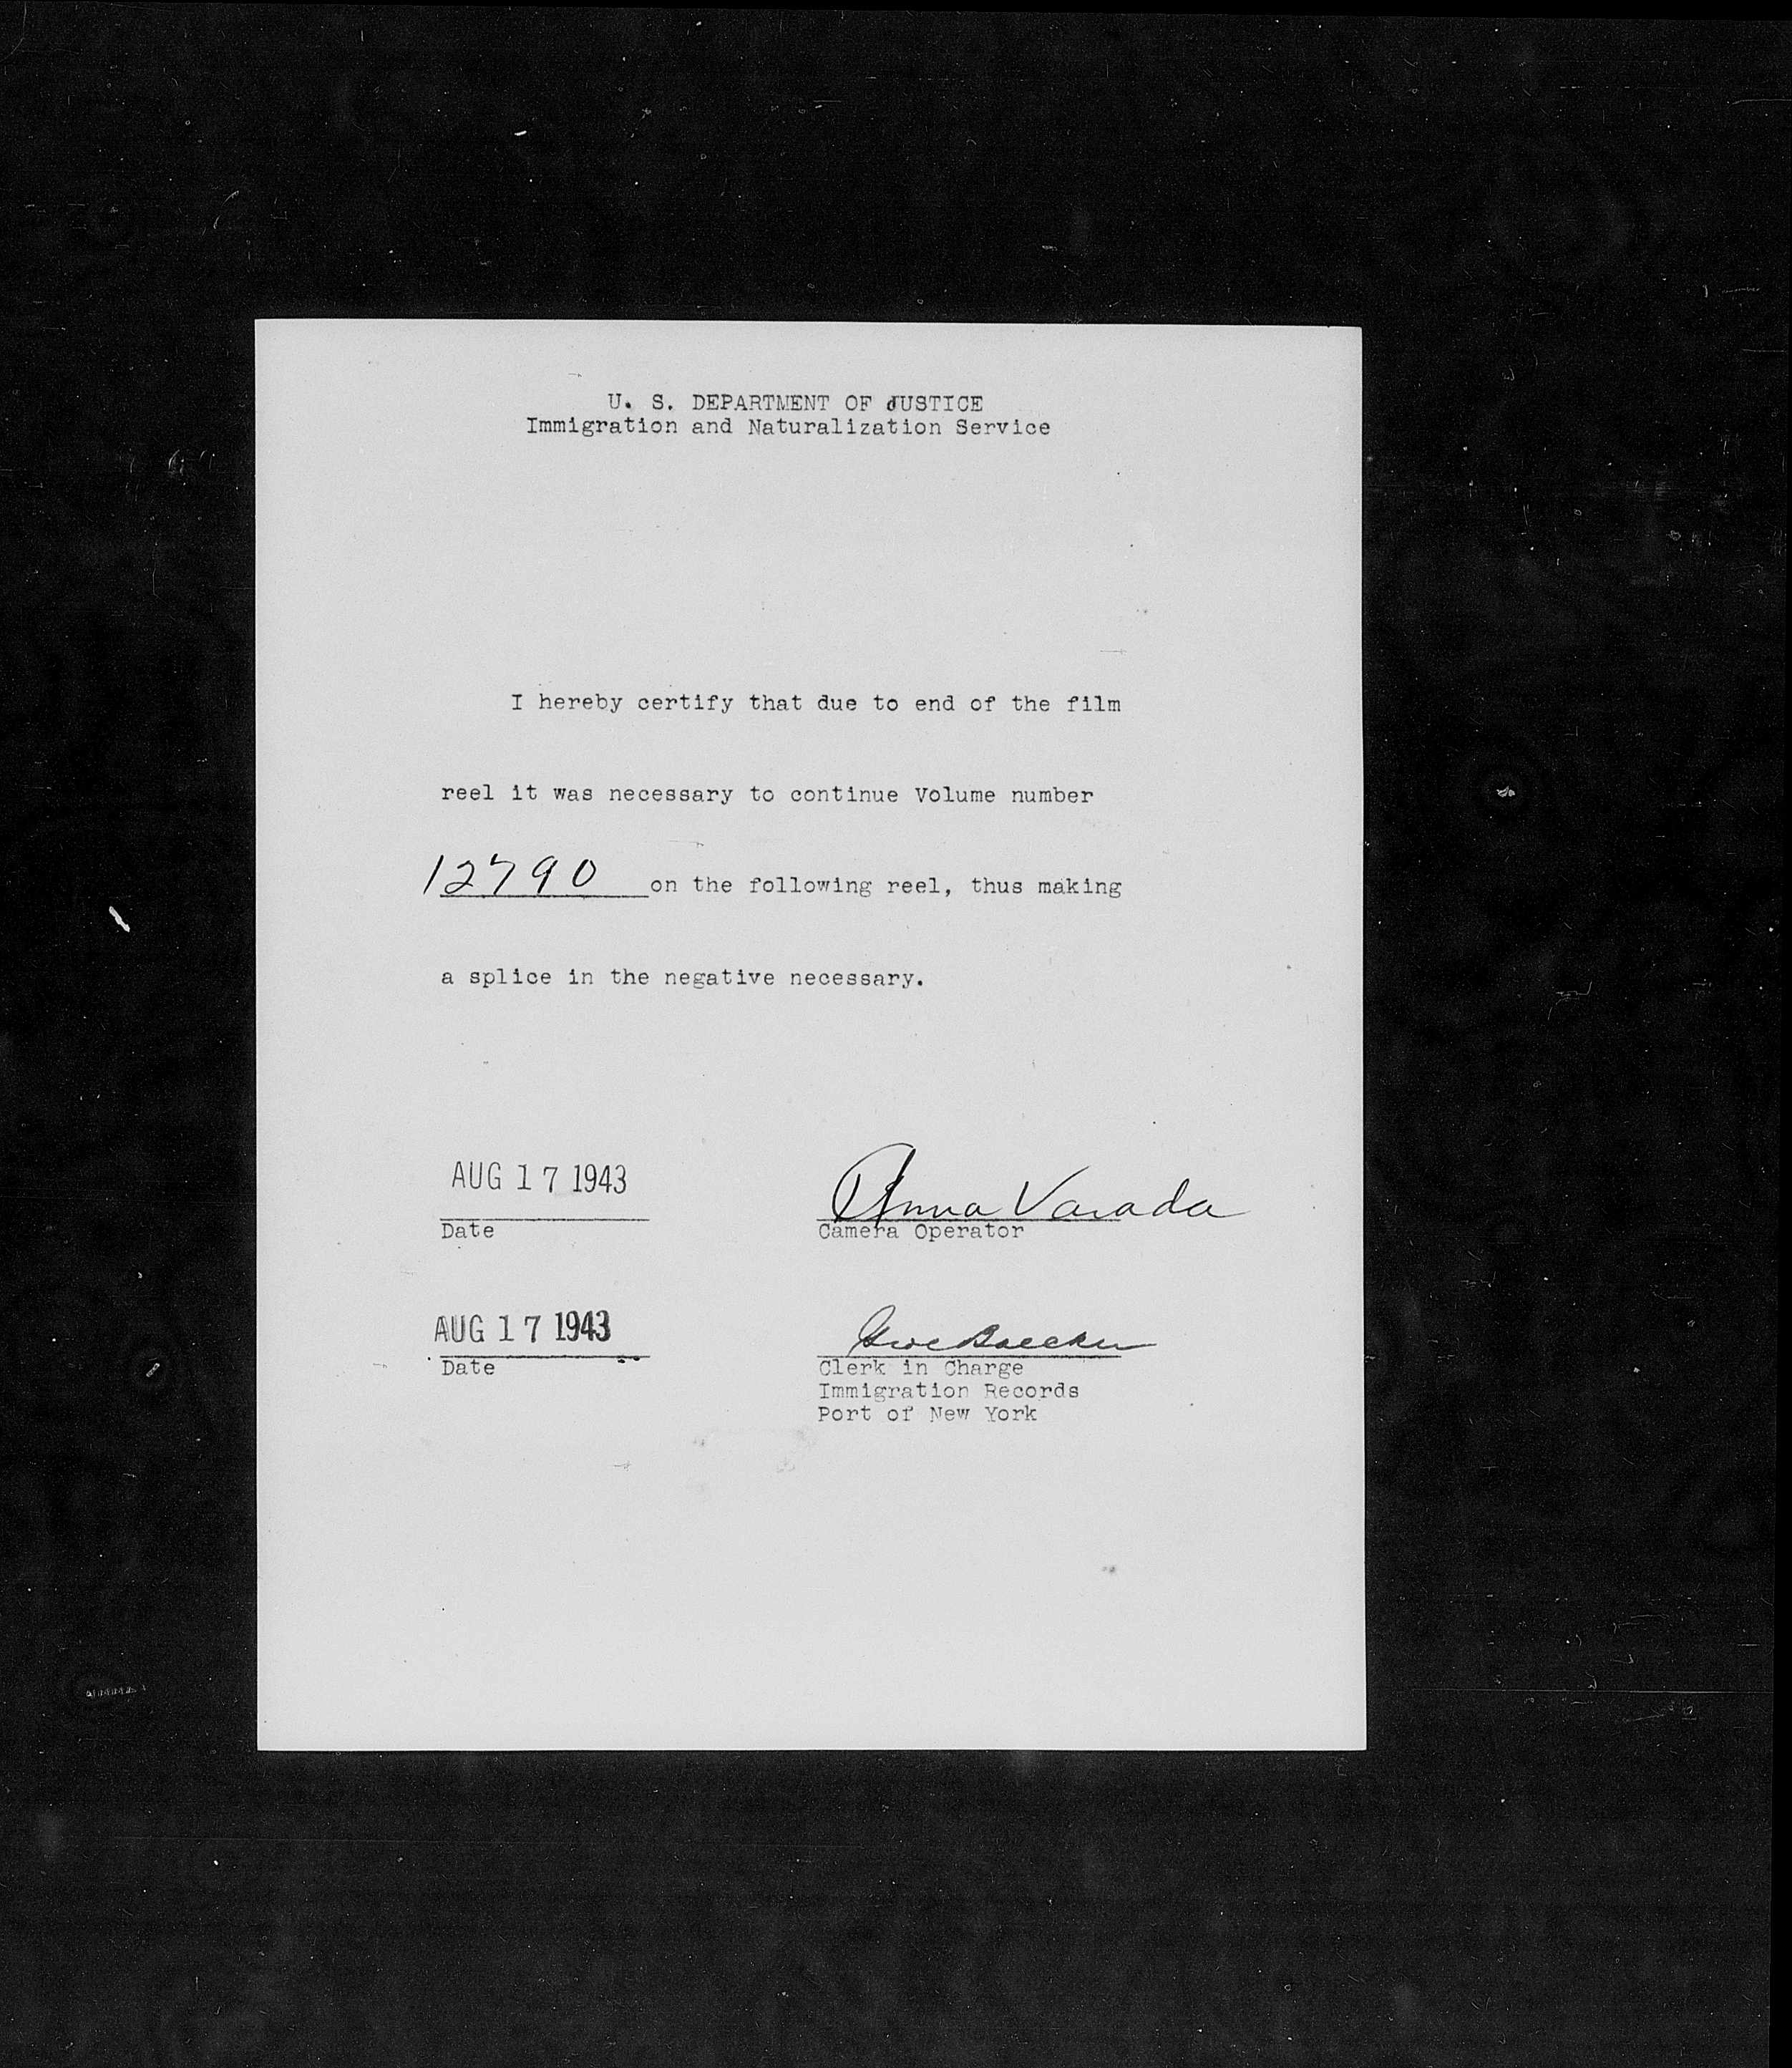 U. S. DEPARTMENT OF JUSTICE
Immigration and Naturalization Service
I hereby certify that due to end of the film
reel it was necessary to continue Volume number
12790 on the following reel, thus making
a splice in the negative necessary.
AUG 17 1943
Anna Varada
Date
Camera Operator
AUG 17 1943
Date
Clerk in Charge
Immigration Records
Port of New York